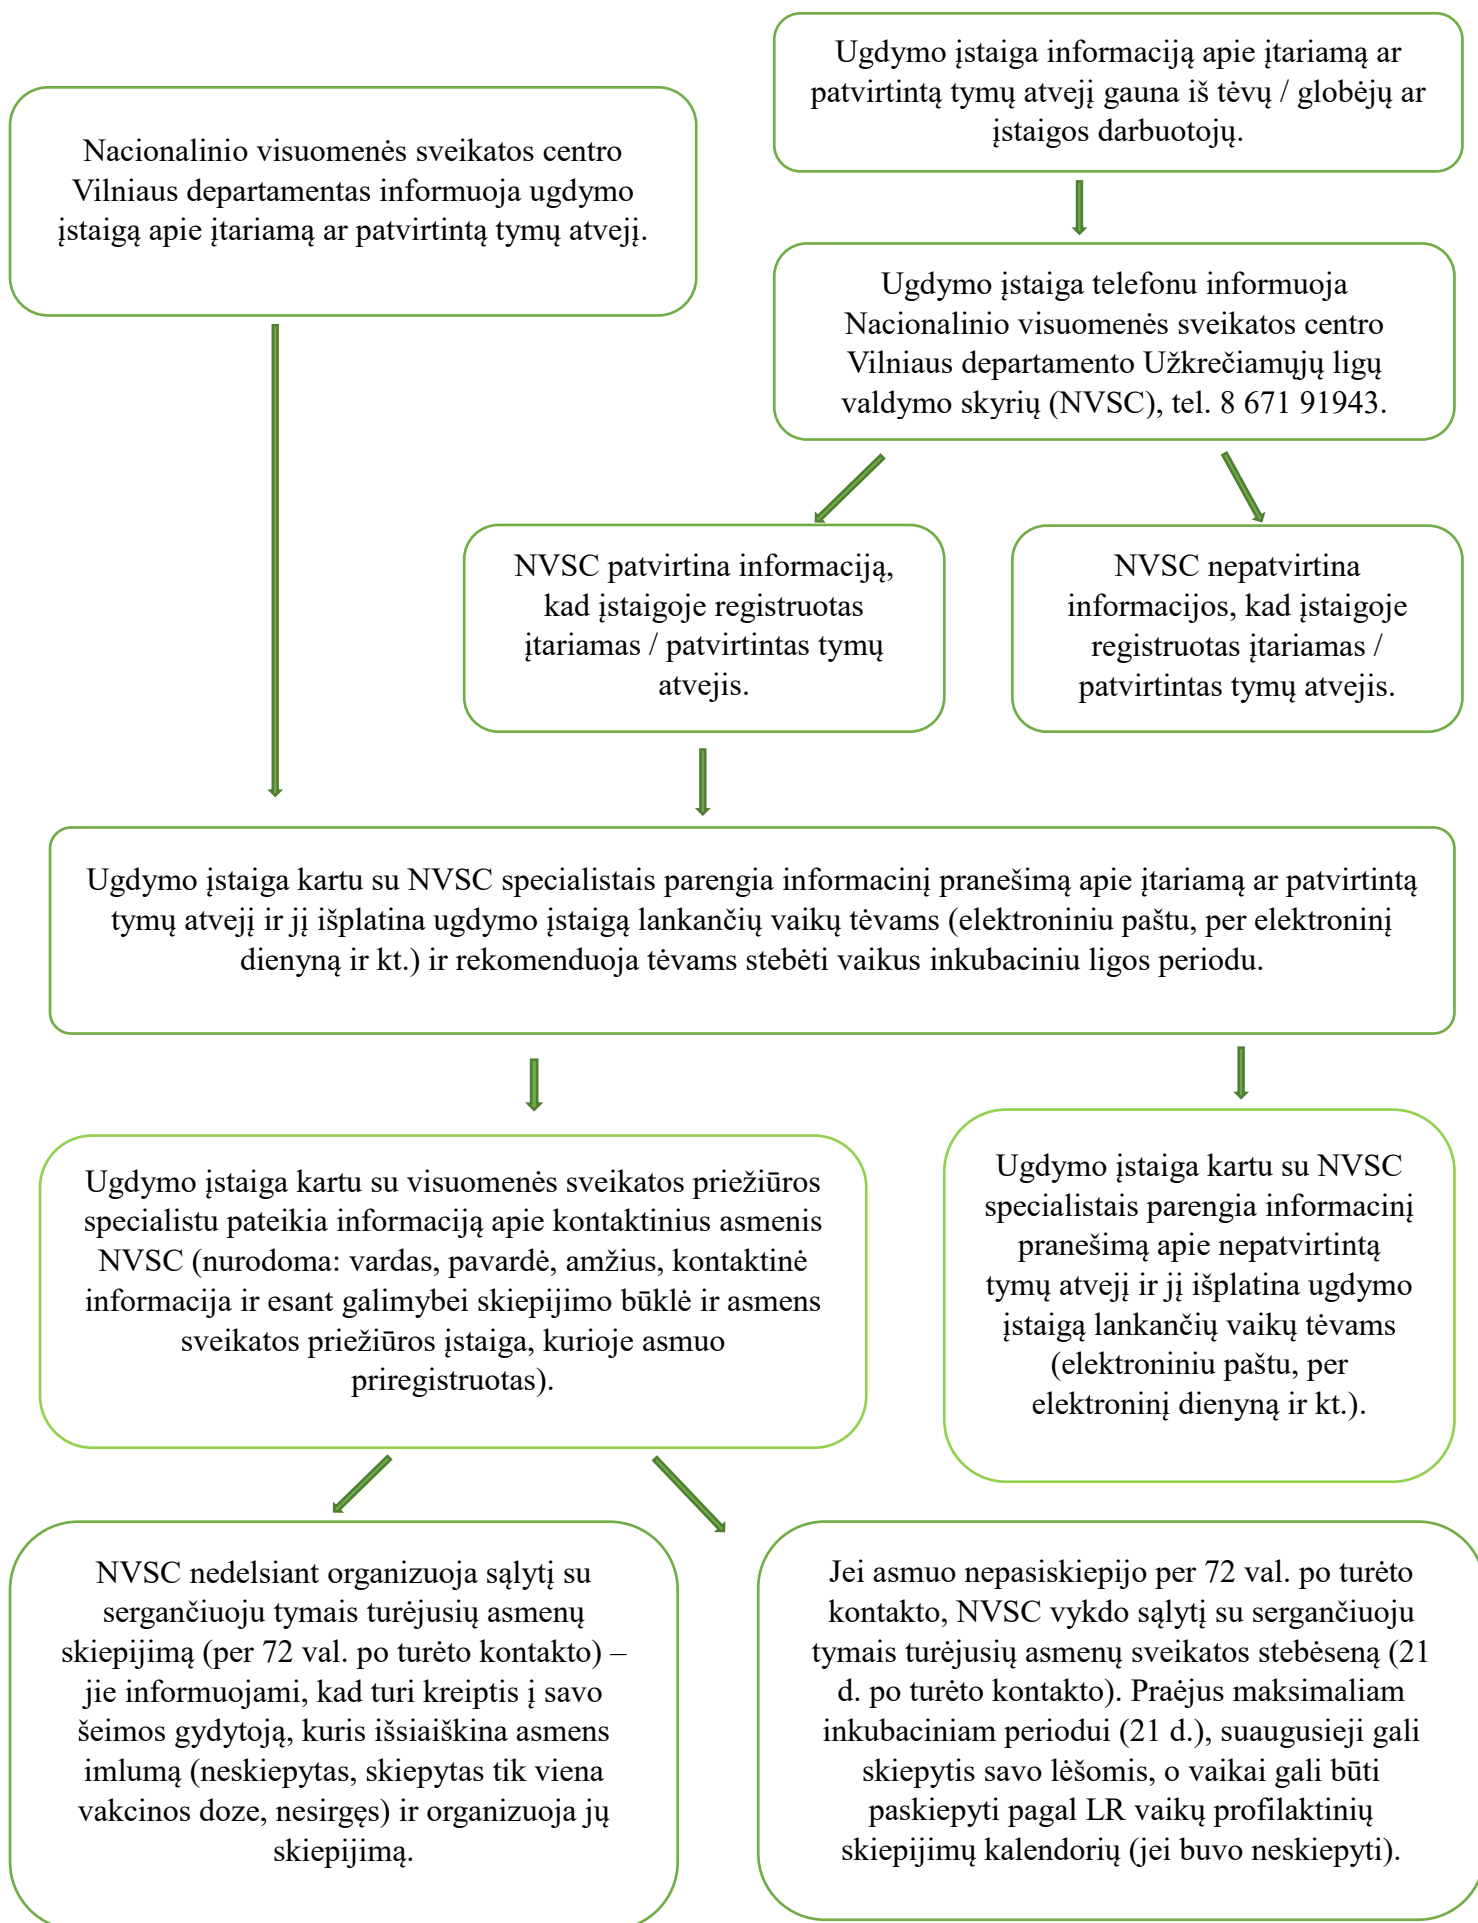 Ugdymo įstaiga informaciją apie įtariamą ar
patvirtintą tymų atvejį gauna iš tėvų / globėjų ar
įstaigos darbuotojų.
Nacionalinio visuomenės sveikatos centro
Vilniaus departamentas informuoja ugdymo
įstaigą apie įtariamą ar patvirtintą tymų atvejį.
Ugdymo įstaiga telefonu informuoja
Nacionalinio visuomenės sveikatos centro
Vilniaus departamento Užkrečiamųjų ligų
valdymo skyrių (NVSC), tel. 8 671 91943.
NVSC patvirtina informaciją,
kad įstaigoje registruotas
įtariamas / patvirtintas tymų
atvejis.
NVSC nepatvirtina
informacijos, kad įstaigoje
registruotas įtariamas /
patvirtintas tymų atvejis.
Ugdymo įstaiga kartu su NVSC specialistais parengia informacinį pranešimą apie įtariamą ar patvirtintą
tymų atvejį ir jį išplatina ugdymo įstaigą lankančių vaikų tėvams (elektroniniu paštu, per elektroninį
dienyną ir kt.) ir rekomenduoja tėvams stebėti vaikus inkubaciniu ligos periodu.
Ugdymo įstaiga kartu su visuomenės sveikatos priežiūros
specialistu pateikia informaciją apie kontaktinius asmenis
NVSC (nurodoma: vardas, pavardė, amžius, kontaktinė
informacija ir esant galimybei skiepijimo būklė ir asmens
sveikatos priežiūros įstaiga, kurioje asmuo
priregistruotas).
Ugdymo įstaiga kartu su NVSC
specialistais parengia informacinį
pranešimą apie nepatvirtintą
tymų atvejį ir jį išplatina ugdymo
įstaigą lankančių vaikų tėvams
(elektroniniu paštu, per
elektroninį dienyną ir kt.).
NVSC nedelsiant organizuoja sąlytį su
sergančiuoju tymais turėjusių asmenų
skiepijimą (per 72 val. po turėto kontakto) –
jie informuojami, kad turi kreiptis į savo
šeimos gydytoją, kuris išsiaiškina asmens
imlumą (neskiepytas, skiepytas tik viena
vakcinos doze, nesirgęs) ir organizuoja jų
skiepijimą.
Jei asmuo nepasiskiepijo per 72 val. po turėto
kontakto, NVSC vykdo sąlytį su sergančiuoju
tymais turėjusių asmenų sveikatos stebėseną (21
d. po turėto kontakto). Praėjus maksimaliam
inkubaciniam periodui (21 d.), suaugusieji gali
skiepytis savo lėšomis, o vaikai gali būti
paskiepyti pagal LR vaikų profilaktinių
skiepijimų kalendorių (jei buvo neskiepyti).